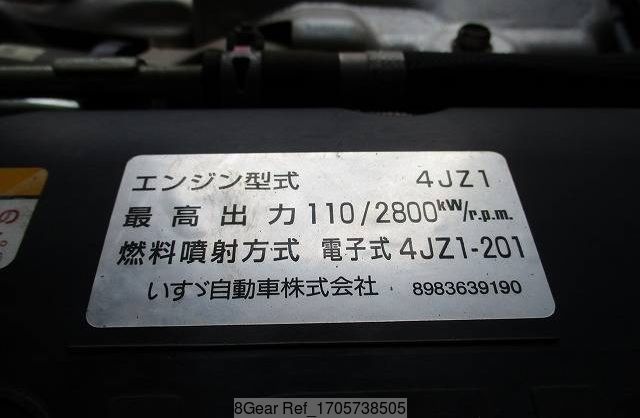 エンジン型式 4JZ1
最高出力 110/2800kW/r.p.m.
燃料噴射方式 電子式 4JZ1-201
いすゞ自動車株式会社 8983639190
の
8Gear Ref_1705738505